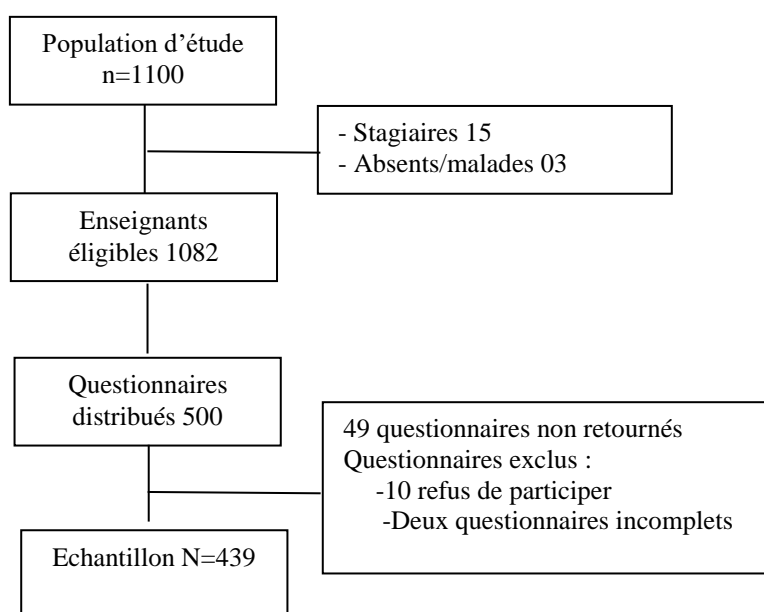 Population d’étude
n=1100
- Stagiaires 15
- Absents/malades 03
Enseignants
éligibles 1082
Questionnaires
distribués 500
49 questionnaires non retournés
Questionnaires exclus :
-10 refus de participer
-Deux questionnaires incomplets
Echantillon N=439